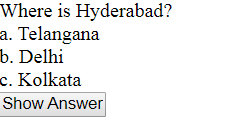 Where is Hyderabad?
a. Telangana
b. Delhi
c. Kolkata
Show Answer